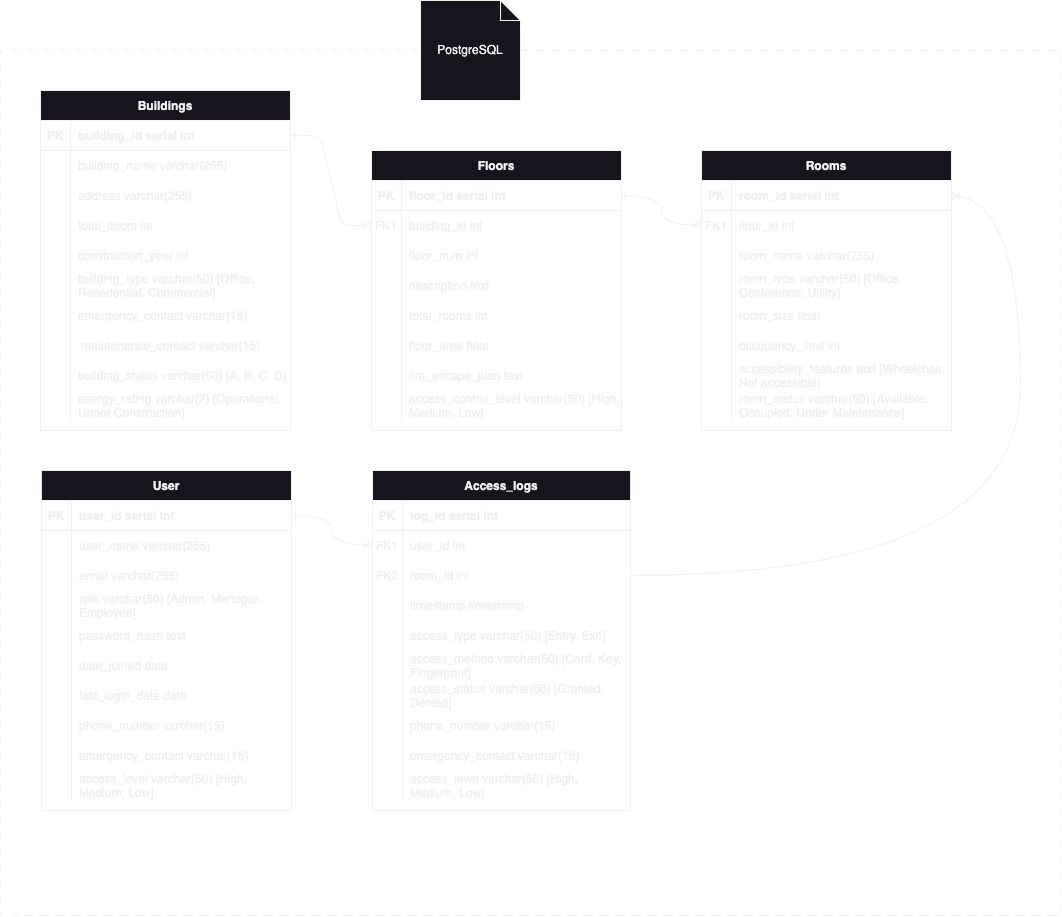 PostgreSQL
Buildings
PK building_id serial int
building_name varchar(255)
address varchar(255)
total_floors int
construction_year int
building_type varchar(50) [Office,
Resedential, Commercial]
emergency_contact varchar(15)
maintenance_contact varchar(15)
building_status varchar(50) [A, B, C, D]
energy_rating varchar(2) [Operational,
Under Construction]
Floors
PK floor_id serial int
FK1 building_id int
floor_num int
description text
total_rooms int
floor_area float
fire_escape_plan text
access_control_level varchar(50) [High,
Medium, Low]
Rooms
PK room_id serial int
FK1 floor_id int
room_name varchar(255)
room_type varchar(50) [Office,
Conference, Utility]
room_size float
occupancy_limit int
accessibility_features text [Wheelchair,
Not accessible]
room_status varchar(50) [Available,
Occupied, Under Maintenance]
User
PK user_id serial int
user_name varchar(255)
email varchar(255)
role varchar(50) [Admin, Manager,
Employee]
password_hash text
date_joined date
last_login_date date
phone_number varchar(15)
emergency_contact varchar(15)
access_level varchar(50) [High,
Medium, Low]
Access_logs
PK log_id serial int
FK1 user_id int
FK2 room_id int
timestamp timestamp
access_type varchar(50) [Entry, Exit]
access_method varchar(50) [Card, Key,
Fingerprint]
access_status varchar(50) [Granted,
Denied]
phone_number varchar(15)
emergency_contact varchar(15)
access_level varchar(50) [High,
Medium, Low]